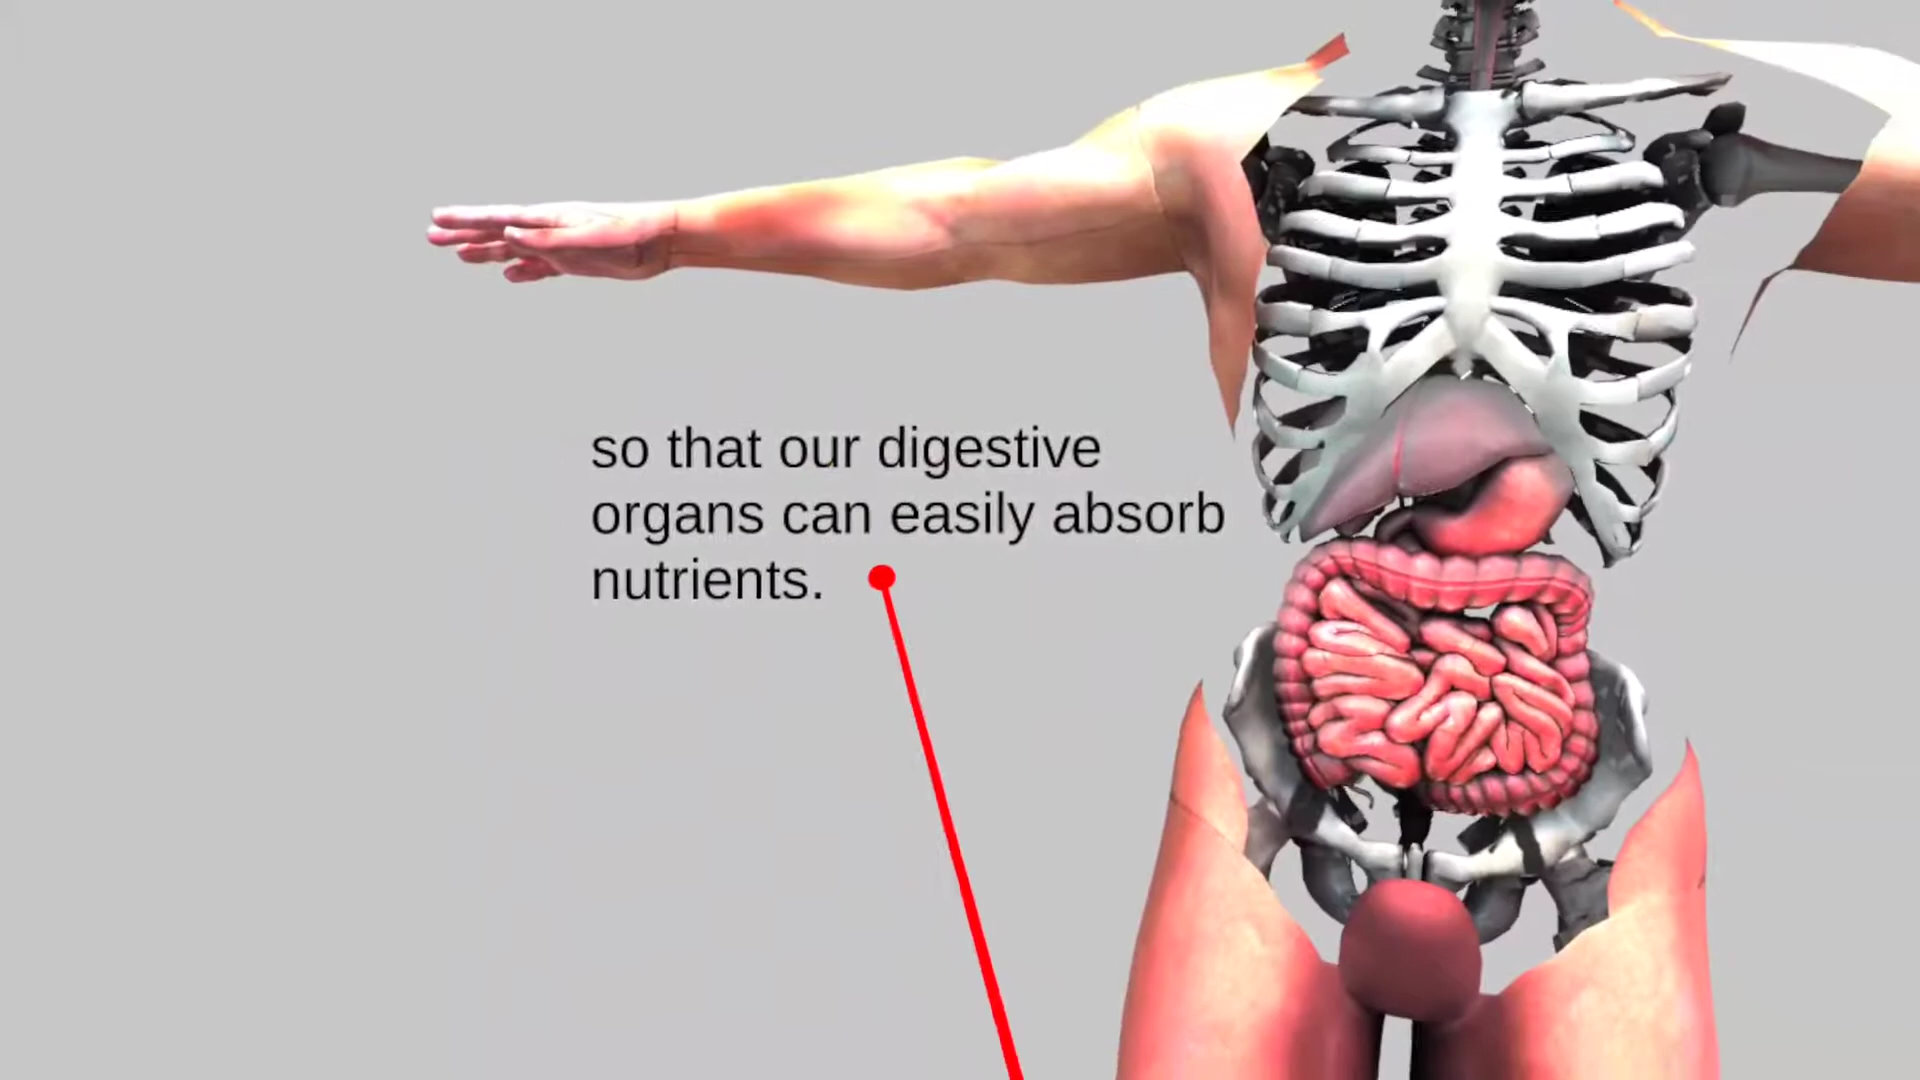 so that our digestive
organs can easily absorb
nutrients.